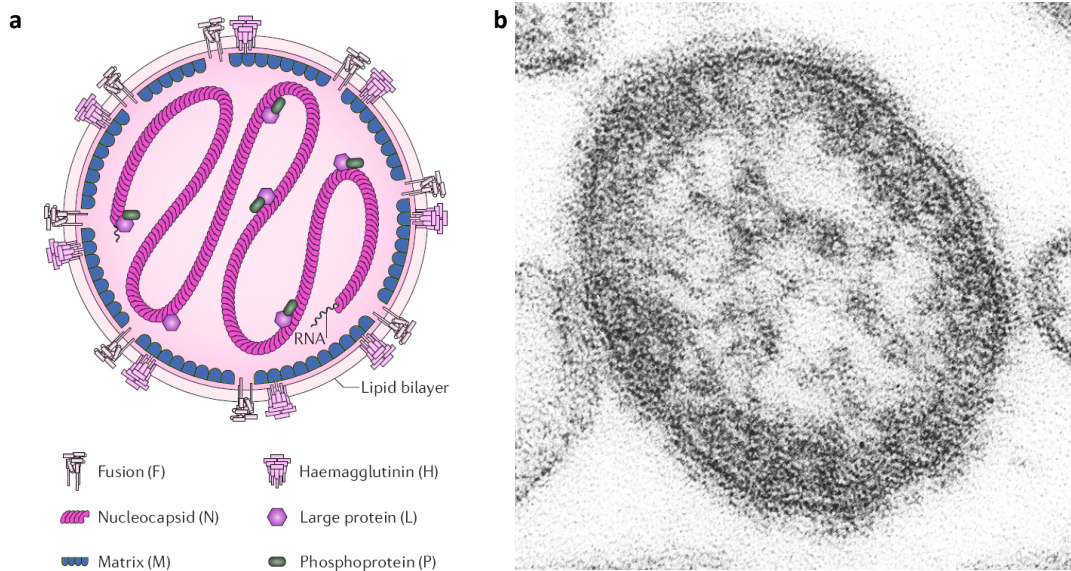 a
b
RNA
Lipid bilayer
Fusion (F)
Haemagglutinin (H)
Nucleocapsid (N)
Large protein (L)
Matrix (M)
Phosphoprotein (P)